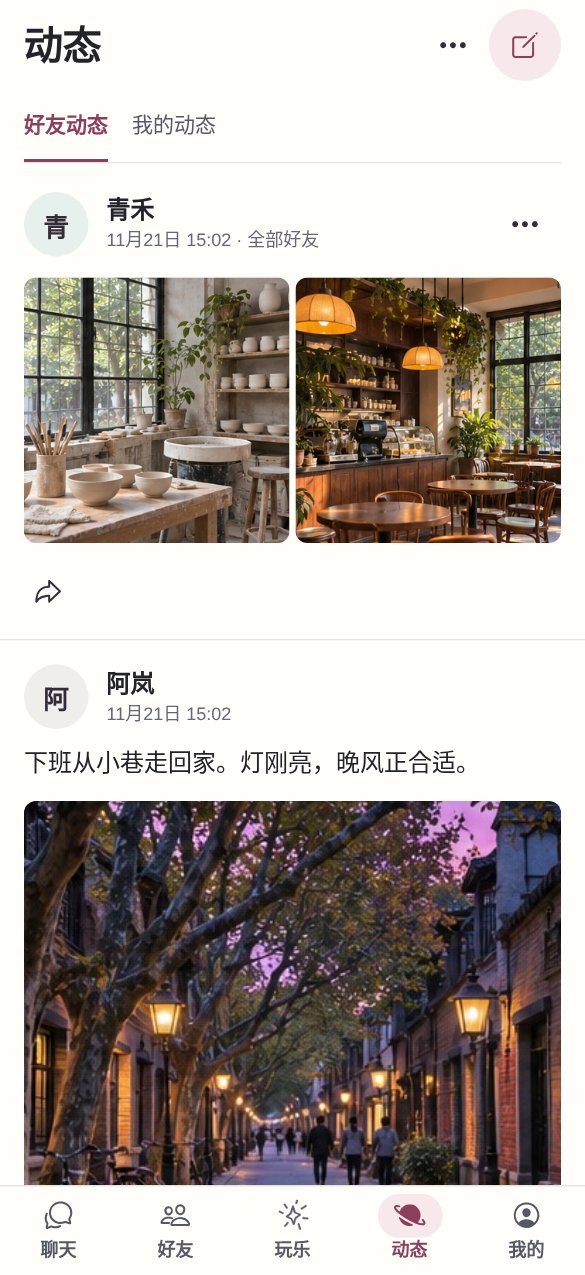 动态
好友动态 我的动态
青
青禾
11月21日 15:02 · 全部好友
阿
阿岚
11月21日 15:02
下班从小巷走回家。灯刚亮，晚风正合适。
聊天 好友 玩乐 动态 我的